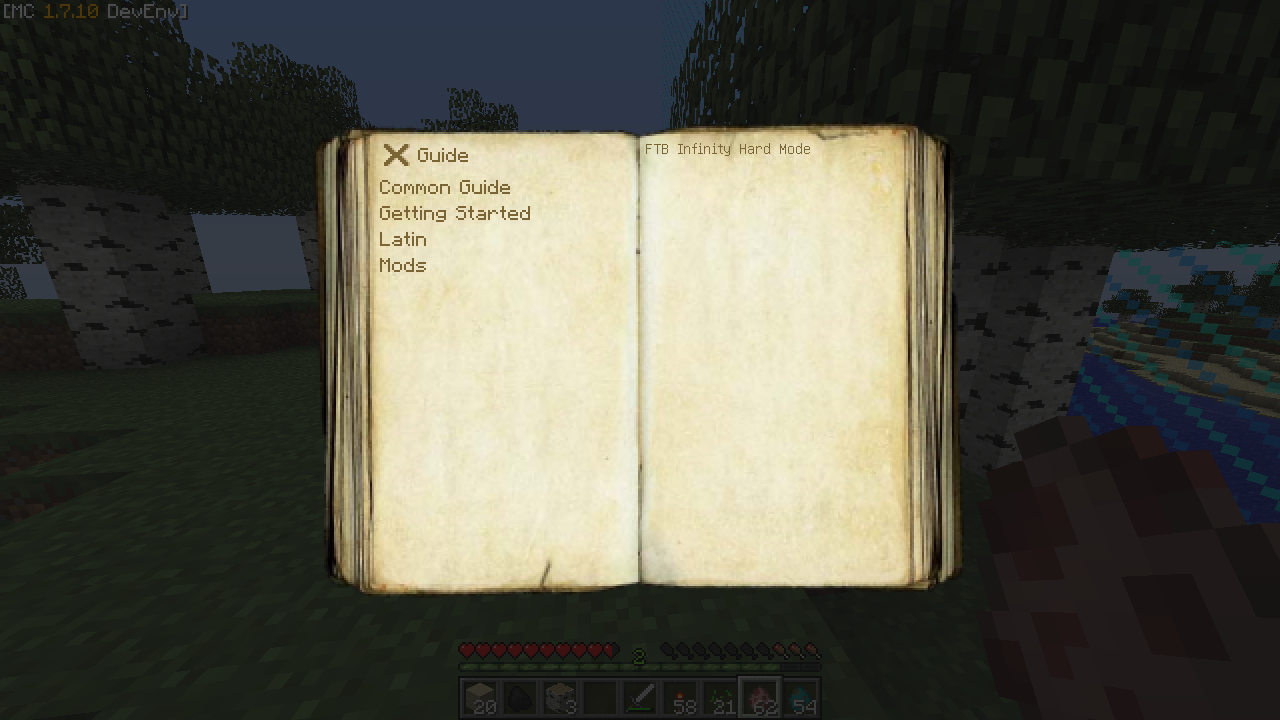 [MC 1.7.10 DevEnv]
Guide
Common Guide
Getting Started
Latin
Mods
FTB Infinity Hard Mode
2
20 3 58 21 62 54